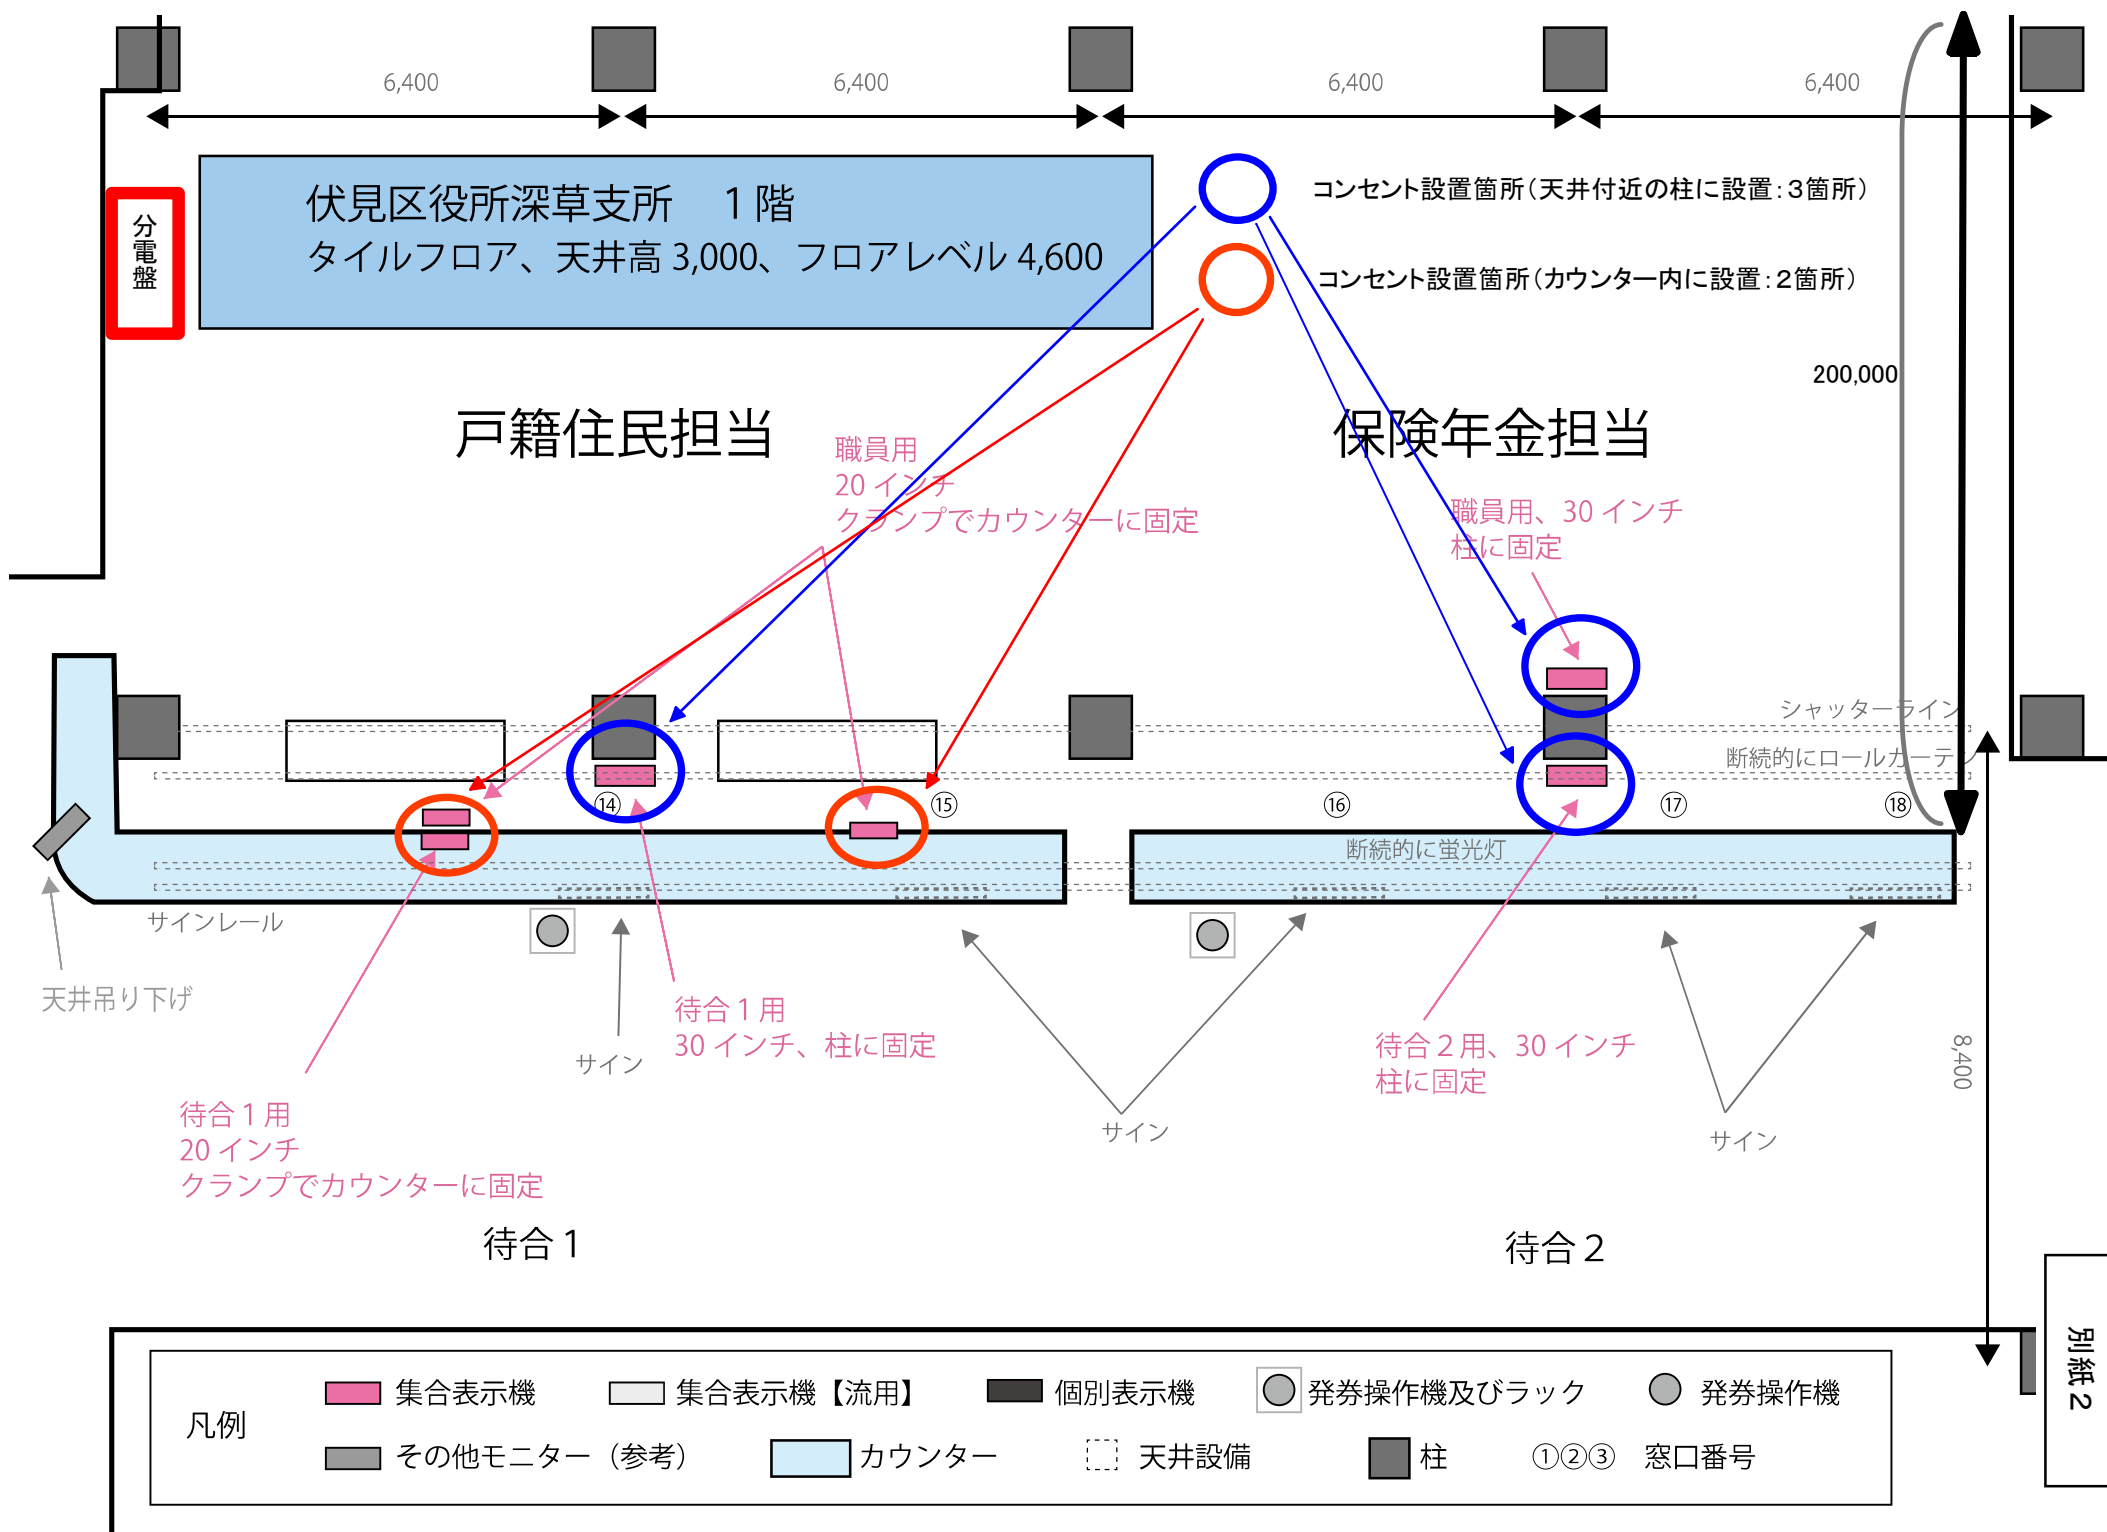 6,400
6,400
6,400
6,400
分電盤
伏見区役所深草支所　1階
タイルフロア、天井高 3,000、フロアレベル 4,600
コンセント設置箇所（天井付近の柱に設置：３箇所）
コンセント設置箇所（カウンター内に設置：２箇所）
200,000
戸籍住民担当
保険年金担当
職員用
20 インチ
クランプでカウンターに固定
職員用、30 インチ
柱に固定
シャッターライン
断続的にロールカーテン
⑭
⑮
⑯
⑰
⑱
断続的に蛍光灯
サインレール
天井吊り下げ
待合１用
30 インチ、柱に固定
サイン
待合２用、30 インチ
柱に固定
8,400
待合１用
20 インチ
クランプでカウンターに固定
サイン
サイン
待合１
待合２
別紙２
凡例
集合表示機
集合表示機【流用】
個別表示機
発券操作機及びラック
発券操作機
その他モニター（参考）
カウンター
天井設備
柱
①②③　窓口番号